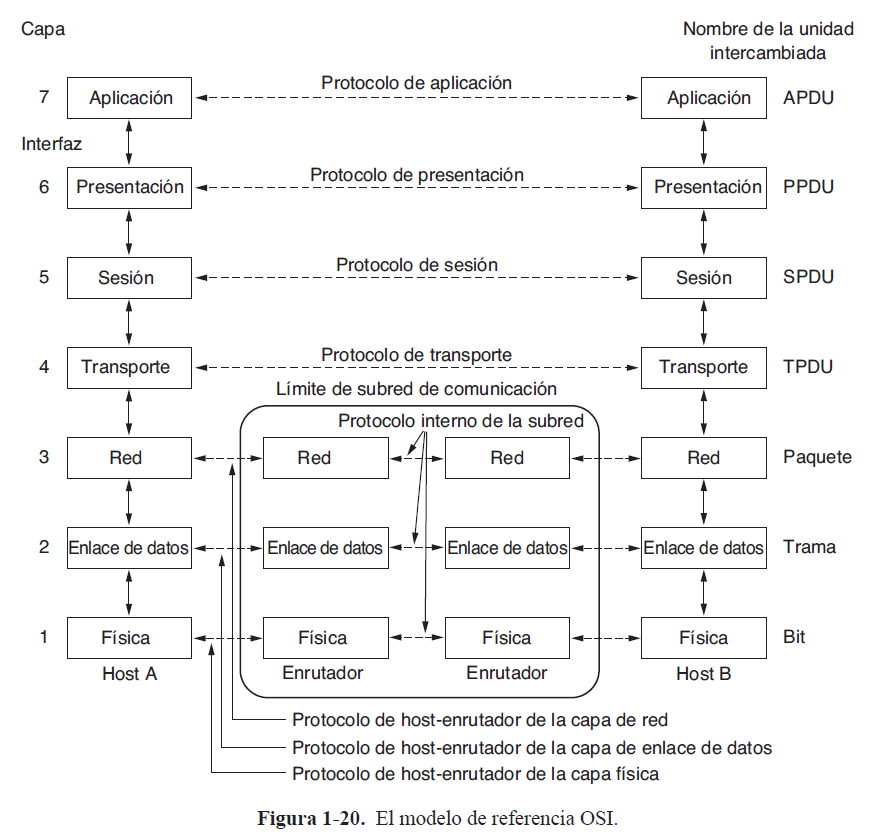 Capa
Nombre de la unidad
intercambiada
Protocolo de aplicación
7 Aplicación Aplicación APDU
Interfaz
Protocolo de presentación
6 Presentación Presentación PPDU
Protocolo de sesión
5 Sesión Sesión SPDU
Protocolo de transporte
4 Transporte Transporte TPDU
Límite de subred de comunicación
Protocolo interno de la subred
3 Red Red Red Red Paquete
2 Enlace de datos Enlace de datos Enlace de datos Enlace de datos Trama
1 Física Física Física Física Bit
Host A Enrutador Enrutador Host B
Protocolo de host-enrutador de la capa de red
Protocolo de host-enrutador de la capa de enlace de datos
Protocolo de host-enrutador de la capa física
Figura 1-20. El modelo de referencia OSI.